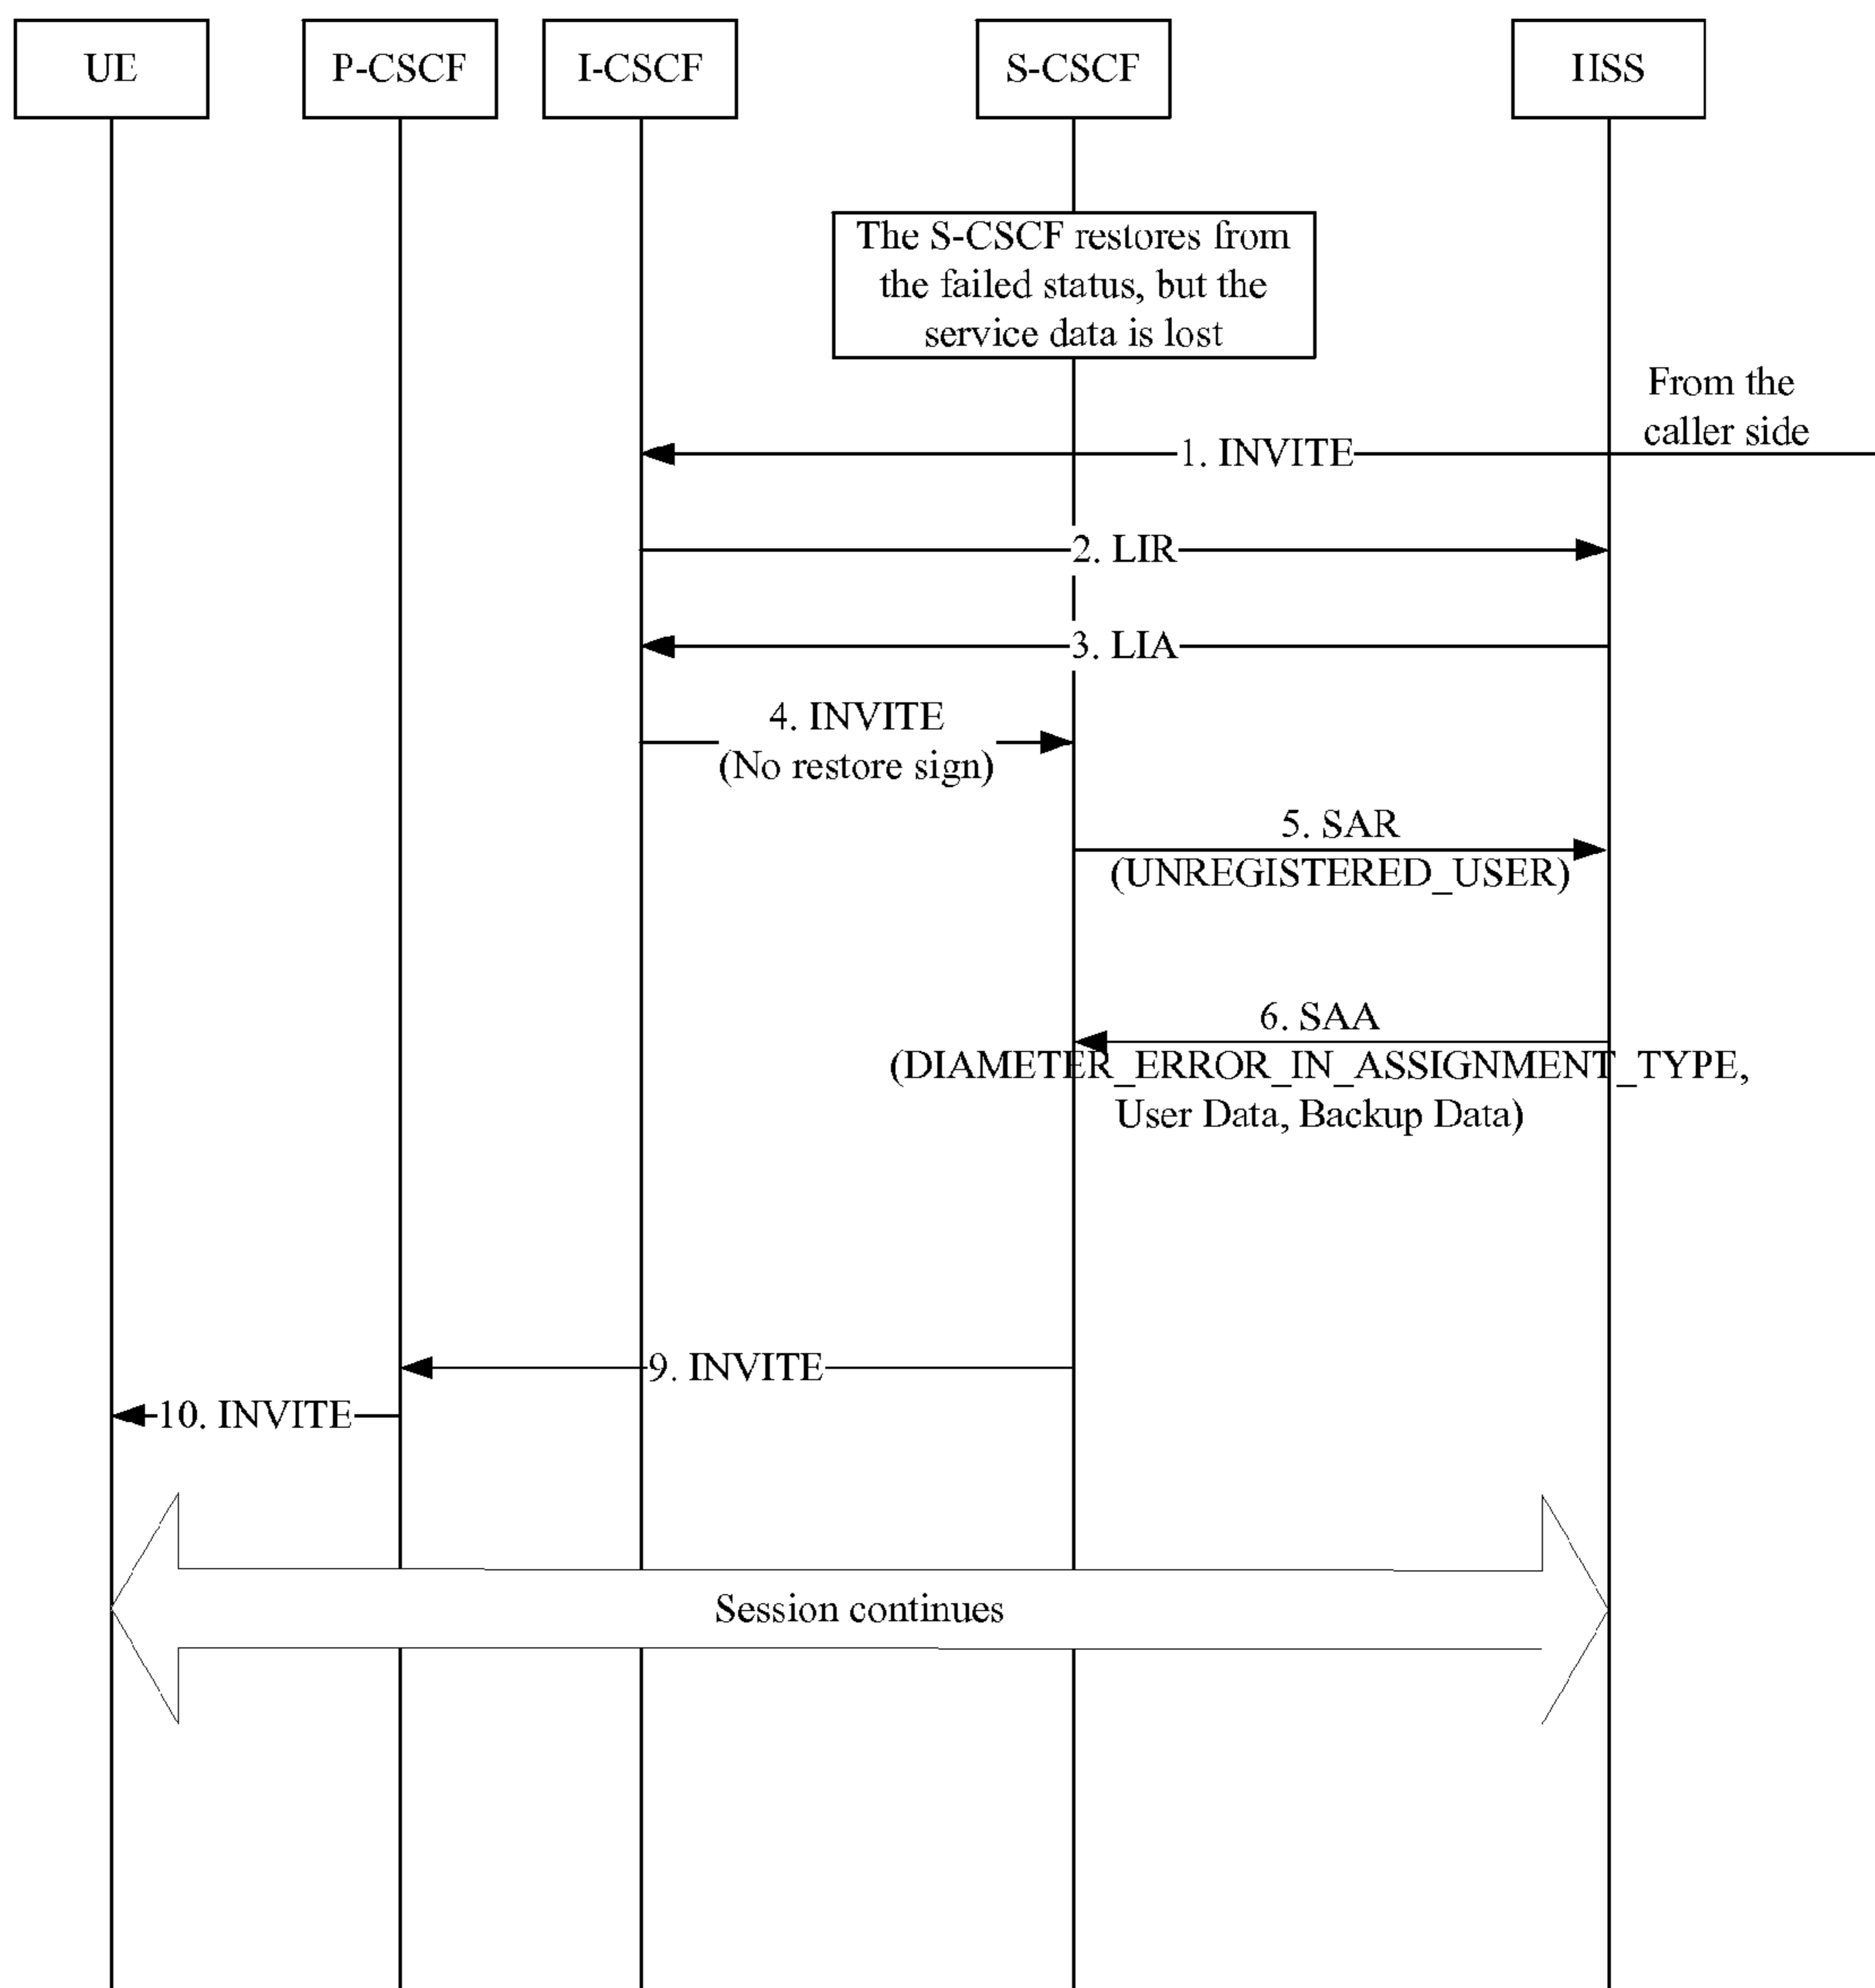 UE
P-CSCF
I-CSCF
S-CSCF
HSS
The S-CSCF restores from
the failed status, but the
service data is lost
From the
caller side
1. INVITE
2. LIR
3. LIA
4. INVITE
(No restore sign)
5. SAR
(UNREGISTERED_USER)
6. SAA
(DIAMETER_ERROR_IN_ASSIGNMENT_TYPE,
User Data, Backup Data)
9. INVITE
10. INVITE
Session continues